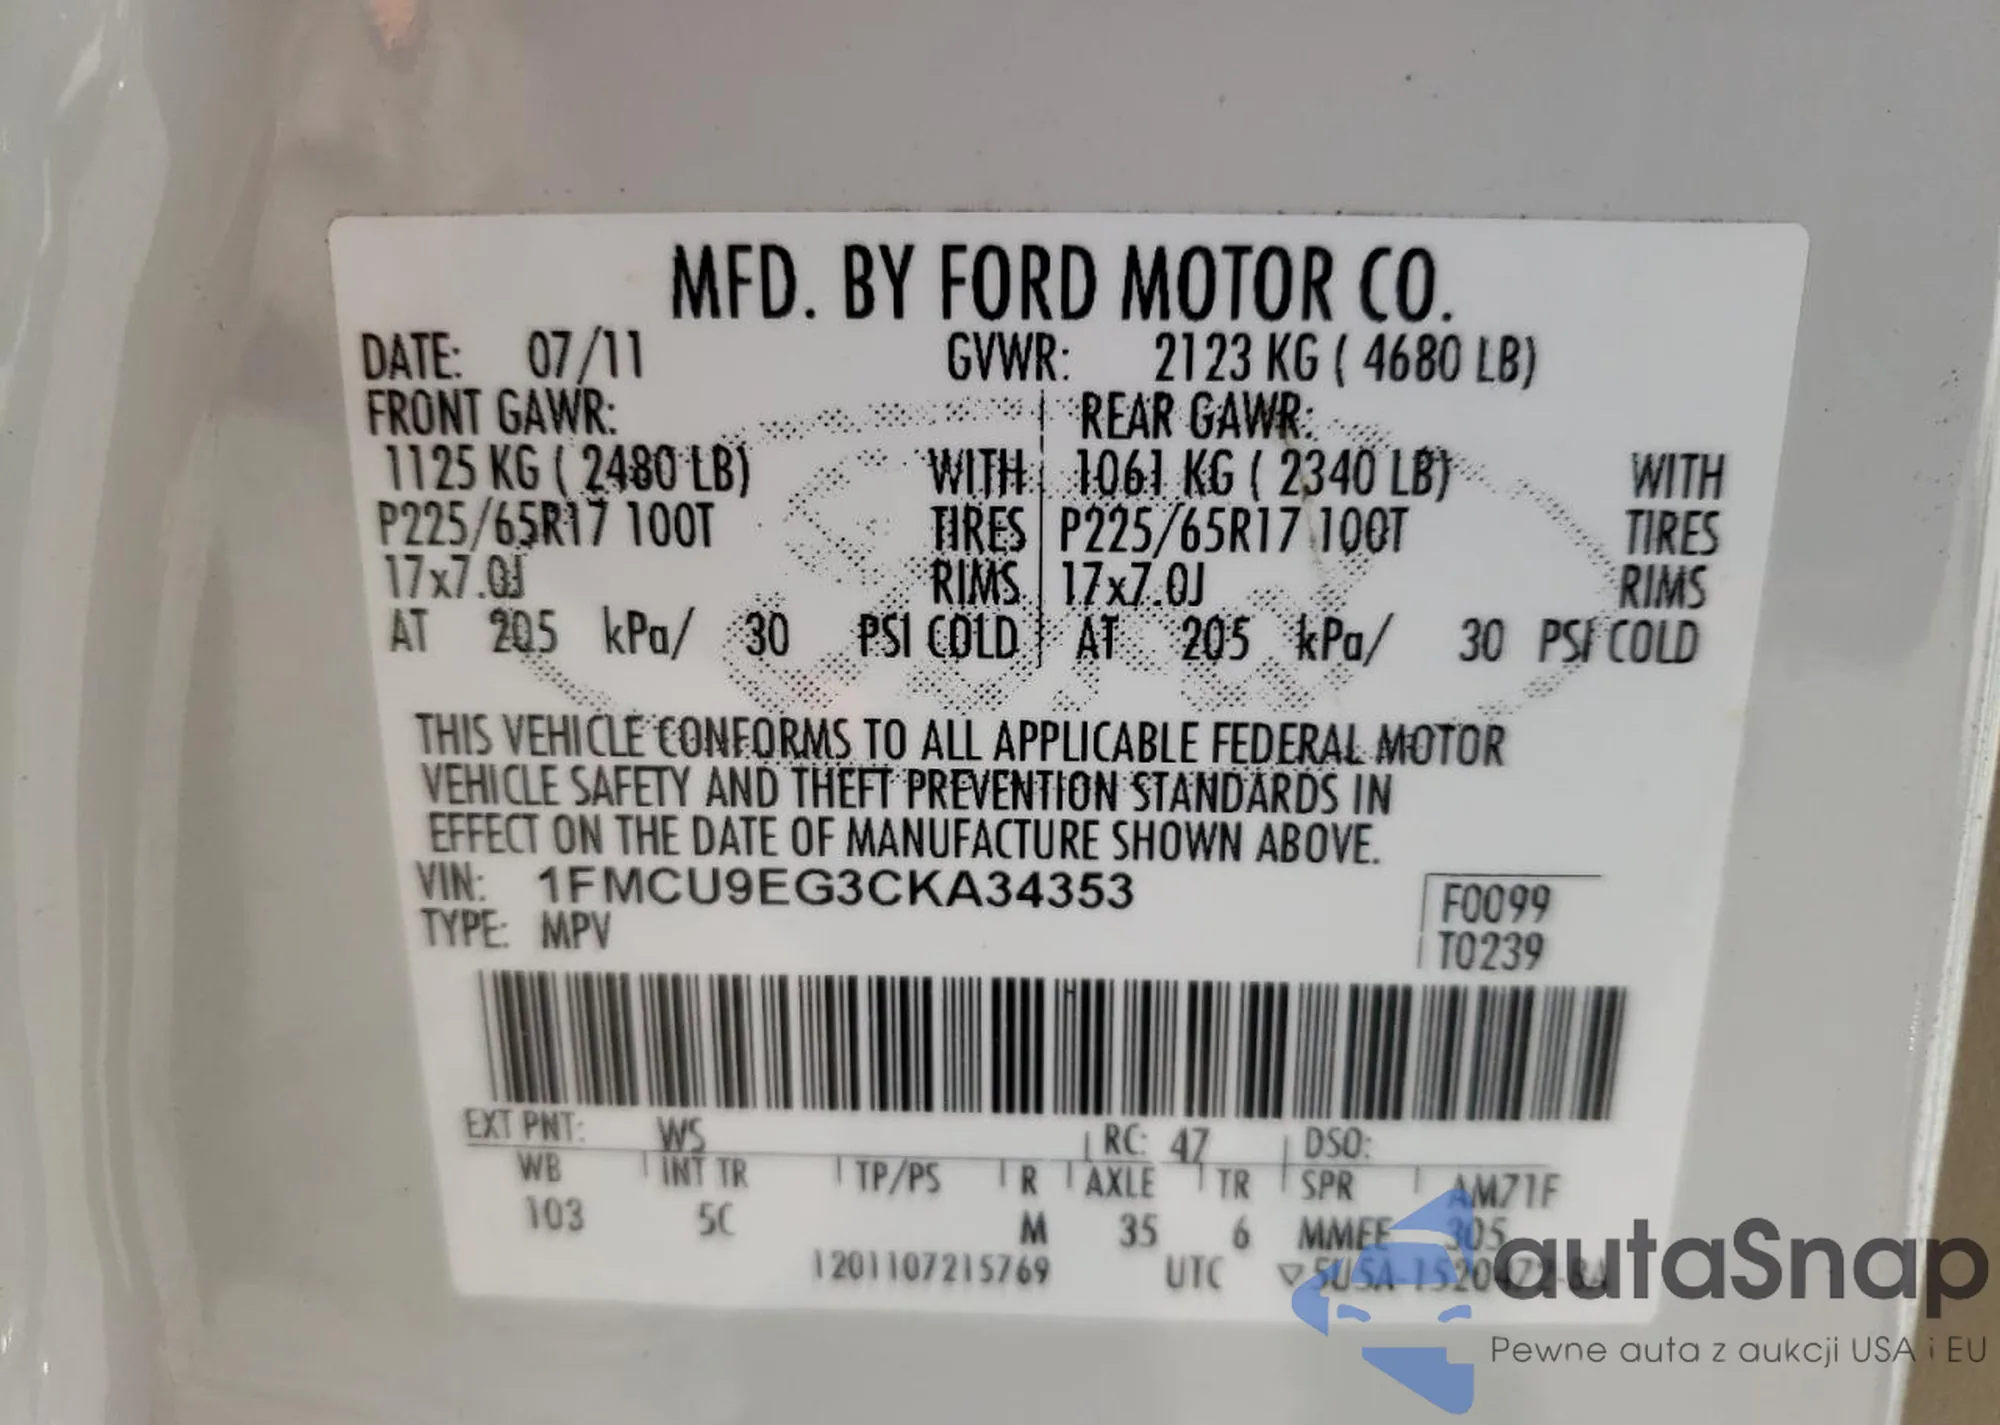 MFD. BY FORD MOTOR CO.
DATE: 07/11 GVWR: 2123 KG ( 4680 LB)
FRONT GAWR: REAR GAWR:
1125 KG ( 2480 LB) WITH 1061 KG ( 2340 LB) WITH
P225/65R17 100T TIRES P225/65R17 100T TIRES
17x7.0J RIMS 17x7.0J RIMS
AT 205 kPa/ 30 PSI COLD AT 205 kPa/ 30 PSI COLD
THIS VEHICLE CONFORMS TO ALL APPLICABLE FEDERAL MOTOR
VEHICLE SAFETY AND THEFT PREVENTION STANDARDS IN
EFFECT ON THE DATE OF MANUFACTURE SHOWN ABOVE.
VIN: 1FMCU9EG3CKA34353
F0099
TYPE: MPV
T0239
EXT PNT: WS RC: 47 DSO:
WB INT TR TP/PS R AXLE TR SPR AM71F
103 5C M 35 6 MMEE 305
1201107215769 UTC
autaSnap
Pewne auta z aukcji USA i EU